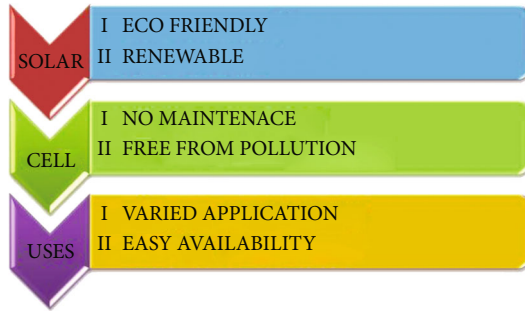 SOLAR
I ECO FRIENDLY
II RENEWABLE
CELL
I NO MAINTENACE
II FREE FROM POLLUTION
USES
I VARIED APPLICATION
II EASY AVAILABILITY